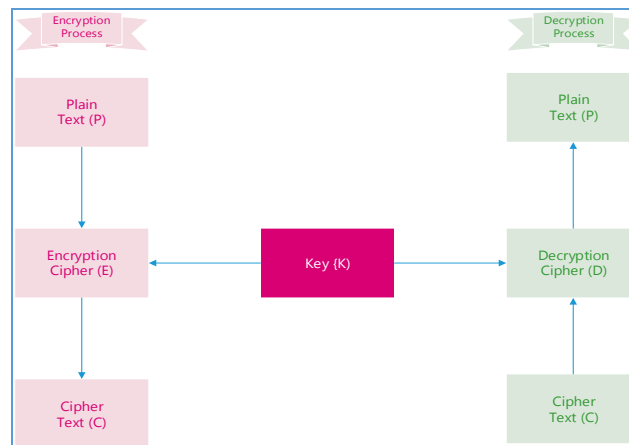 Encryption
Process
Decryption
Process
Plain
Text (P)
Plain
Text (P)
Encryption
Cipher (E)
Key {K)
Decryption
Cipher (D)
Cipher
Text (C)
Cipher
Text (C)